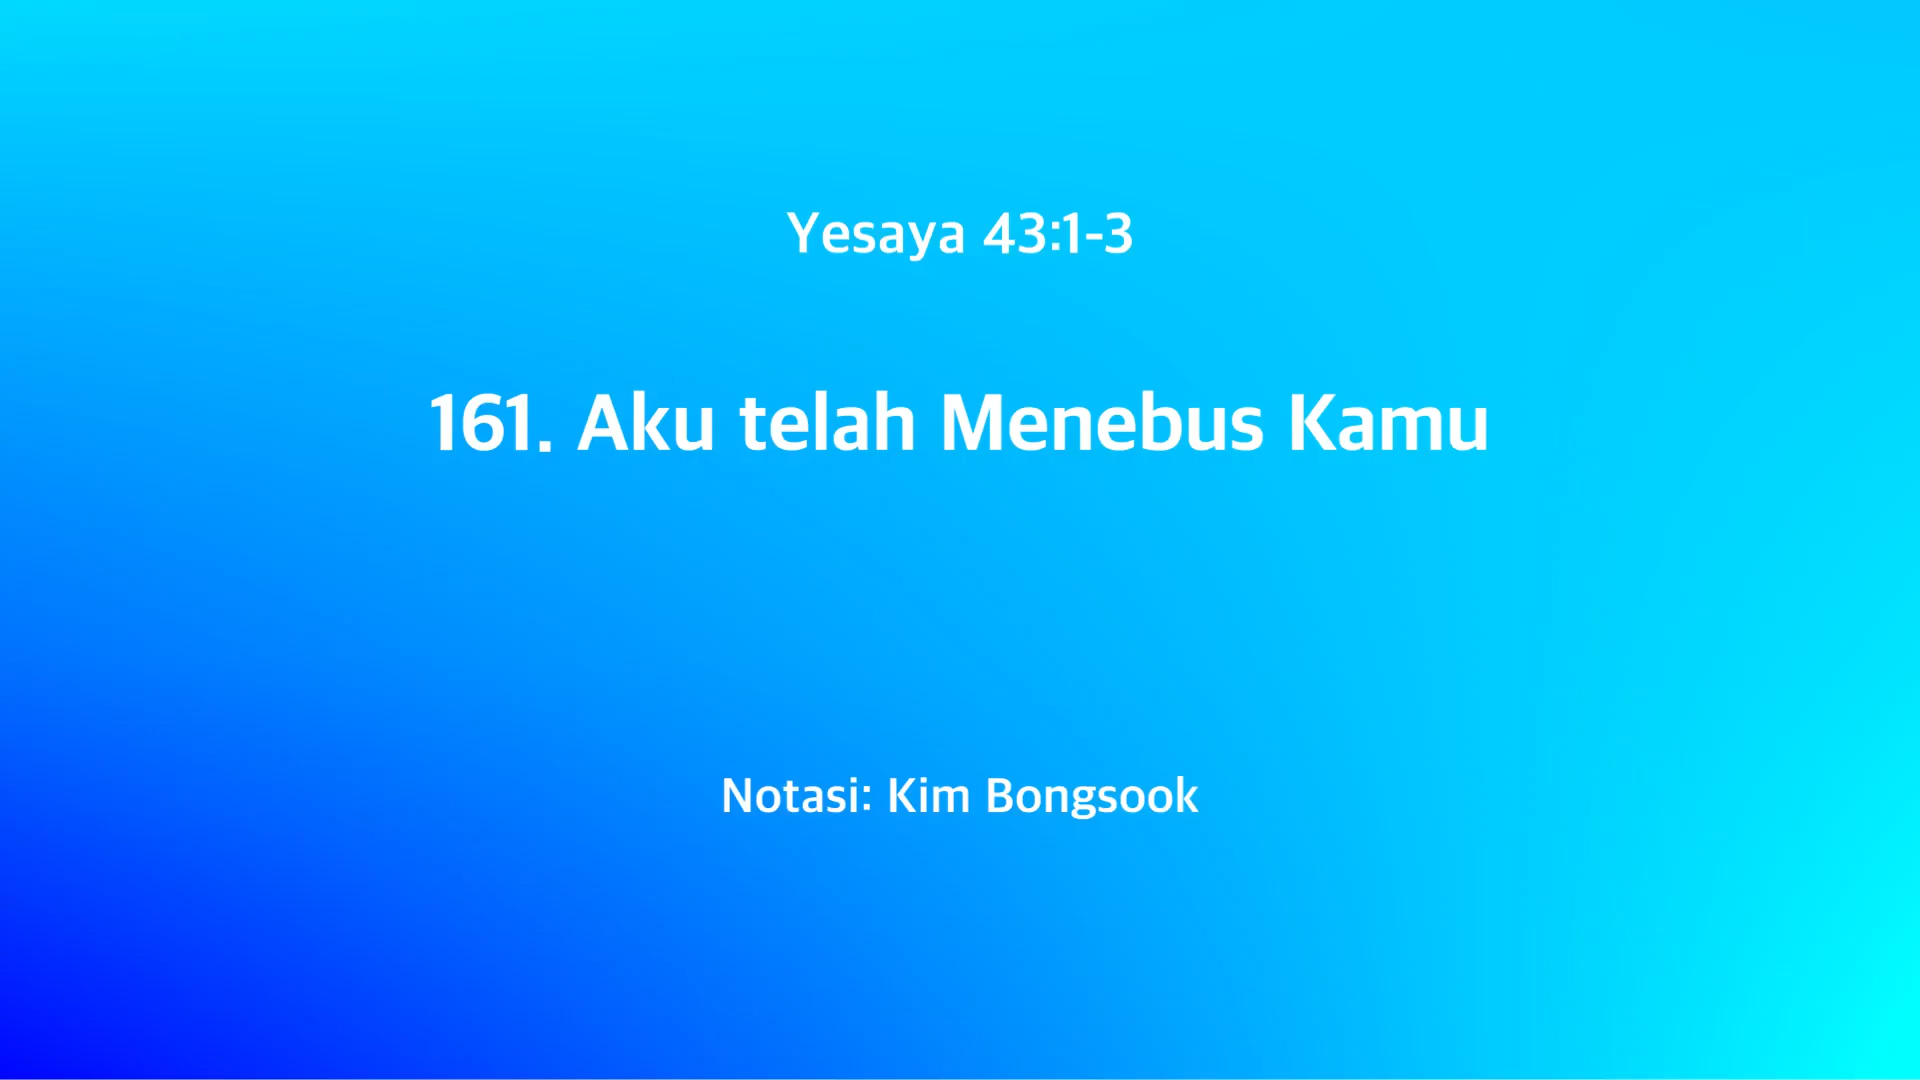 Yesaya 43:1-3
161. Aku telah Menebus Kamu
Notasi: Kim Bongsook